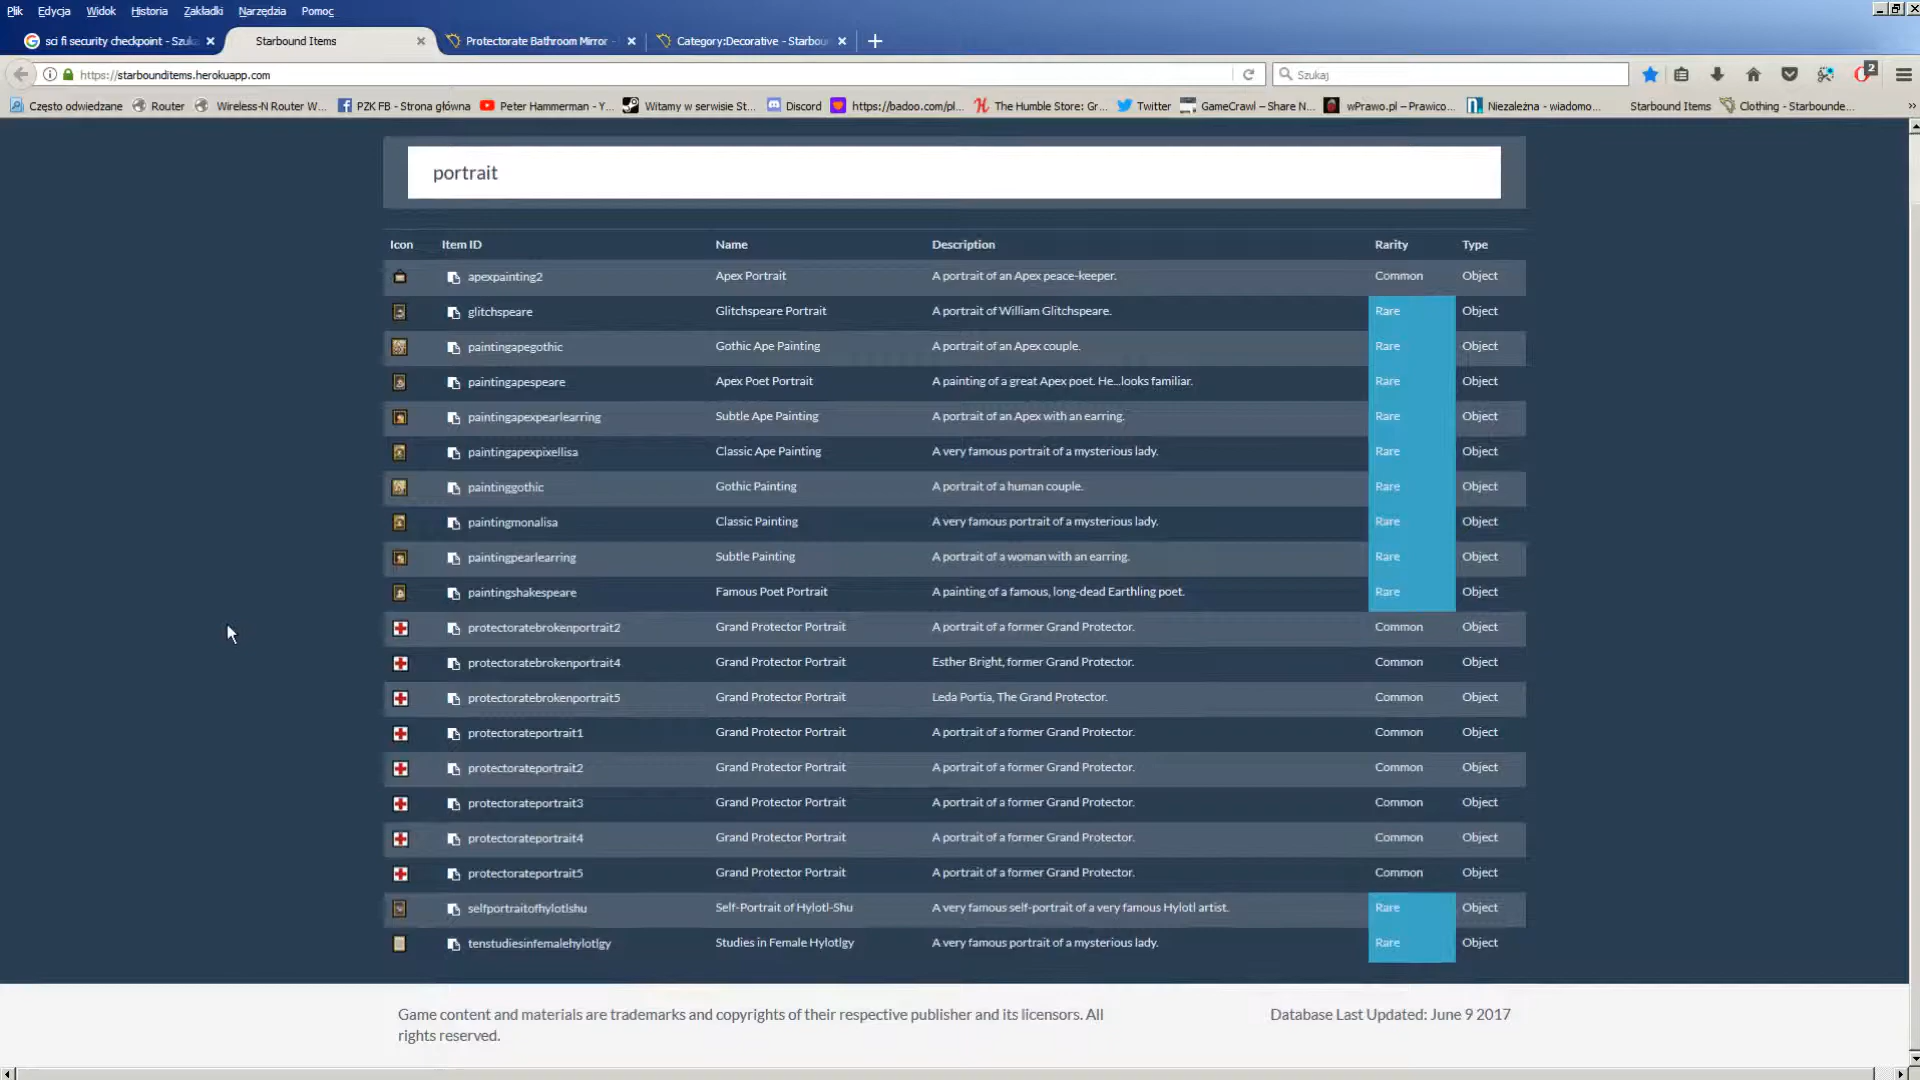 Plik Edycja Widok Historia Zakładki Narzędzia Pomoc
sci fi security checkpoint - Szuk
Starbound Items
Protectorate Bathroom Mirror -
Category:Decorative - Starbou
https://starbounditems.herokuapp.com
Szukaj
2
Często odwiedzane Router Wireless-N Router W... PZK FB - Strona główna Peter Hammerman - Y... Witamy w serwisie St... Discord https://badoo.com/pl... The Humble Store: Gr... Twitter GameCrawl – Share N... wPrawo.pl – Prawico... Niezależna - wiadomo... Starbound Items Clothing - Starbounde...
portrait
Icon Item ID Name Description Rarity Type
apexpainting2 Apex Portrait A portrait of an Apex peace-keeper. Common Object
glitchspeare Glitchspeare Portrait A portrait of William Glitchspeare. Rare Object
paintingapegothic Gothic Ape Painting A portrait of an Apex couple. Rare Object
paintingapespeare Apex Poet Portrait A painting of a great Apex poet. He...looks familiar. Rare Object
paintingapexpearlearring Subtle Ape Painting A portrait of an Apex with an earring. Rare Object
paintingapexpixellisa Classic Ape Painting A very famous portrait of a mysterious lady. Rare Object
paintinggothic Gothic Painting A portrait of a human couple. Rare Object
paintingmonalisa Classic Painting A very famous portrait of a mysterious lady. Rare Object
paintingpearlearring Subtle Painting A portrait of a woman with an earring. Rare Object
paintingshakespeare Famous Poet Portrait A painting of a famous, long-dead Earthling poet. Rare Object
protectoratebrokenportrait2 Grand Protector Portrait A portrait of a former Grand Protector. Common Object
protectoratebrokenportrait4 Grand Protector Portrait Esther Bright, former Grand Protector. Common Object
protectoratebrokenportrait5 Grand Protector Portrait Leda Portia, The Grand Protector. Common Object
protectorateportrait1 Grand Protector Portrait A portrait of a former Grand Protector. Common Object
protectorateportrait2 Grand Protector Portrait A portrait of a former Grand Protector. Common Object
protectorateportrait3 Grand Protector Portrait A portrait of a former Grand Protector. Common Object
protectorateportrait4 Grand Protector Portrait A portrait of a former Grand Protector. Common Object
protectorateportrait5 Grand Protector Portrait A portrait of a former Grand Protector. Common Object
selfportraitofhylotlshu Self-Portrait of Hylotl-Shu A very famous self-portrait of a very famous Hylotl artist. Rare Object
tenstudiesinfemalehylotlgy Studies in Female Hylotlgy A very famous portrait of a mysterious lady. Rare Object
Game content and materials are trademarks and copyrights of their respective publisher and its licensors. All
rights reserved.
Database Last Updated: June 9 2017